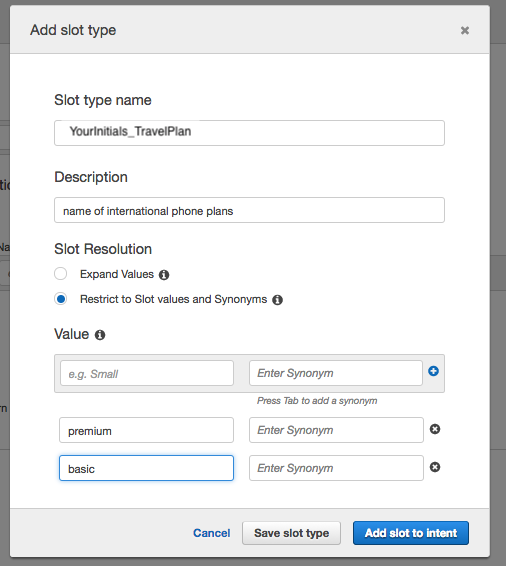 Add slot type
Slot type name
YourInitials_TravelPlan
Description
name of international phone plans
Slot Resolution
Expand Values
Restrict to Slot values and Synonyms
Value
e.g. Small Enter Synonym
Press Tab to add a synonym
premium Enter Synonym
basic Enter Synonym
Cancel Save slot type Add slot to intent